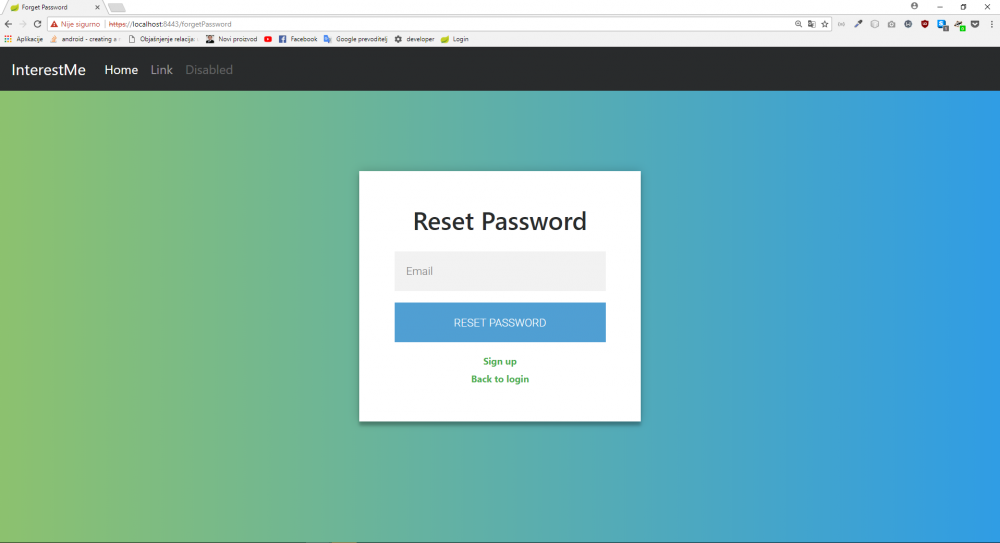 Forget Password
Nije sigurno https://localhost:8443/forgetPassword
Aplikacije android - creating a Objašnjenje relacija Novi proizvod Facebook Google prevoditelj developer Login
InterestMe Home Link Disabled
Reset Password
Email
RESET PASSWORD
Sign up
Back to login